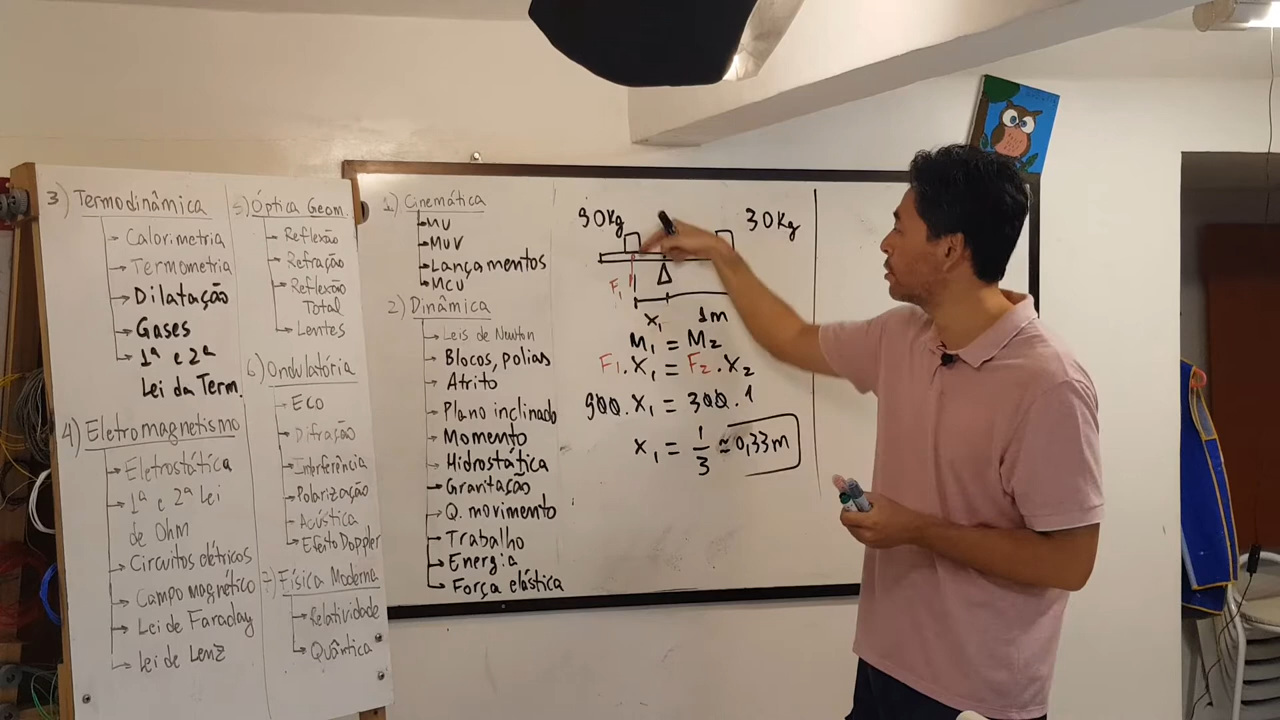 3) Termodinâmica
Calorimetria
Termometria
Dilatação
Gases
1ª e 2ª
Lei da Term.
4) Eletromagnetismo
Eletrostática
1ª e 2ª Lei
de Ohm
Circuitos elétricos
Campo magnético
Lei de Faraday
Lei de Lenz
5) Óptica Geom.
Reflexão
Refração
Reflexão
Total
Lentes
6) Ondulatória
Eco
Difração
Interferência
Polarização
Acústica
Efeito Doppler
7) Física Moderna
Relatividade
Quântica
1) Cinemática
MU
MUV
Lançamentos
MCU
2) Dinâmica
Leis de Newton
Blocos, polias
Atrito
Plano inclinado
Momento
Hidrostática
Gravitação
Q. movimento
Trabalho
Energia
Força elástica
90kg 30kg
F₁
x₁ 1m
M₁ = M₂
F₁.X₁ = F₂.X₂
900.X₁ = 300.1
X₁ = 1/3 ≈ 0,33m